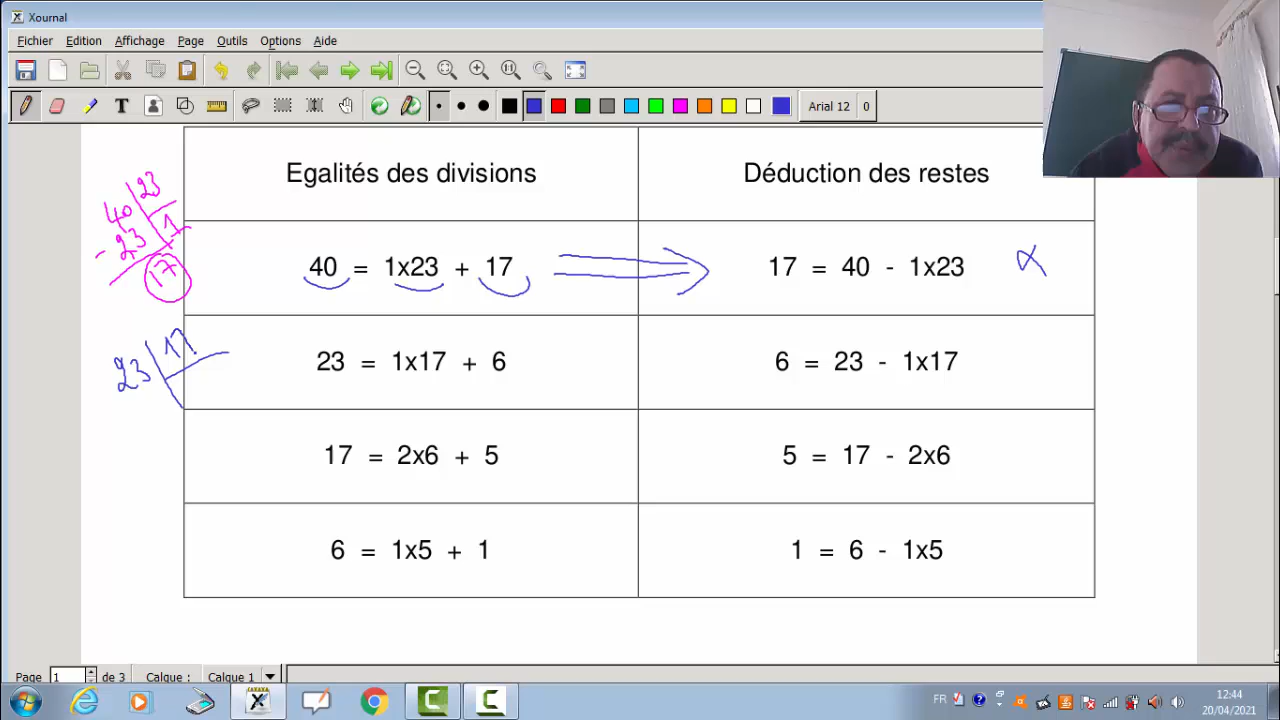 Xournal
Fichier Edition Affichage Page Outils Options Aide
Arial 12 0
Egalités des divisions Déduction des restes
40 23
- 23 1
17
40 = 1x23 + 17 17 = 40 - 1x23 α
23 17
23 = 1x17 + 6 6 = 23 - 1x17
17 = 2x6 + 5 5 = 17 - 2x6
6 = 1x5 + 1 1 = 6 - 1x5
Page 1 de 3 Calque : Calque 1
FR 12:44
20/04/2021